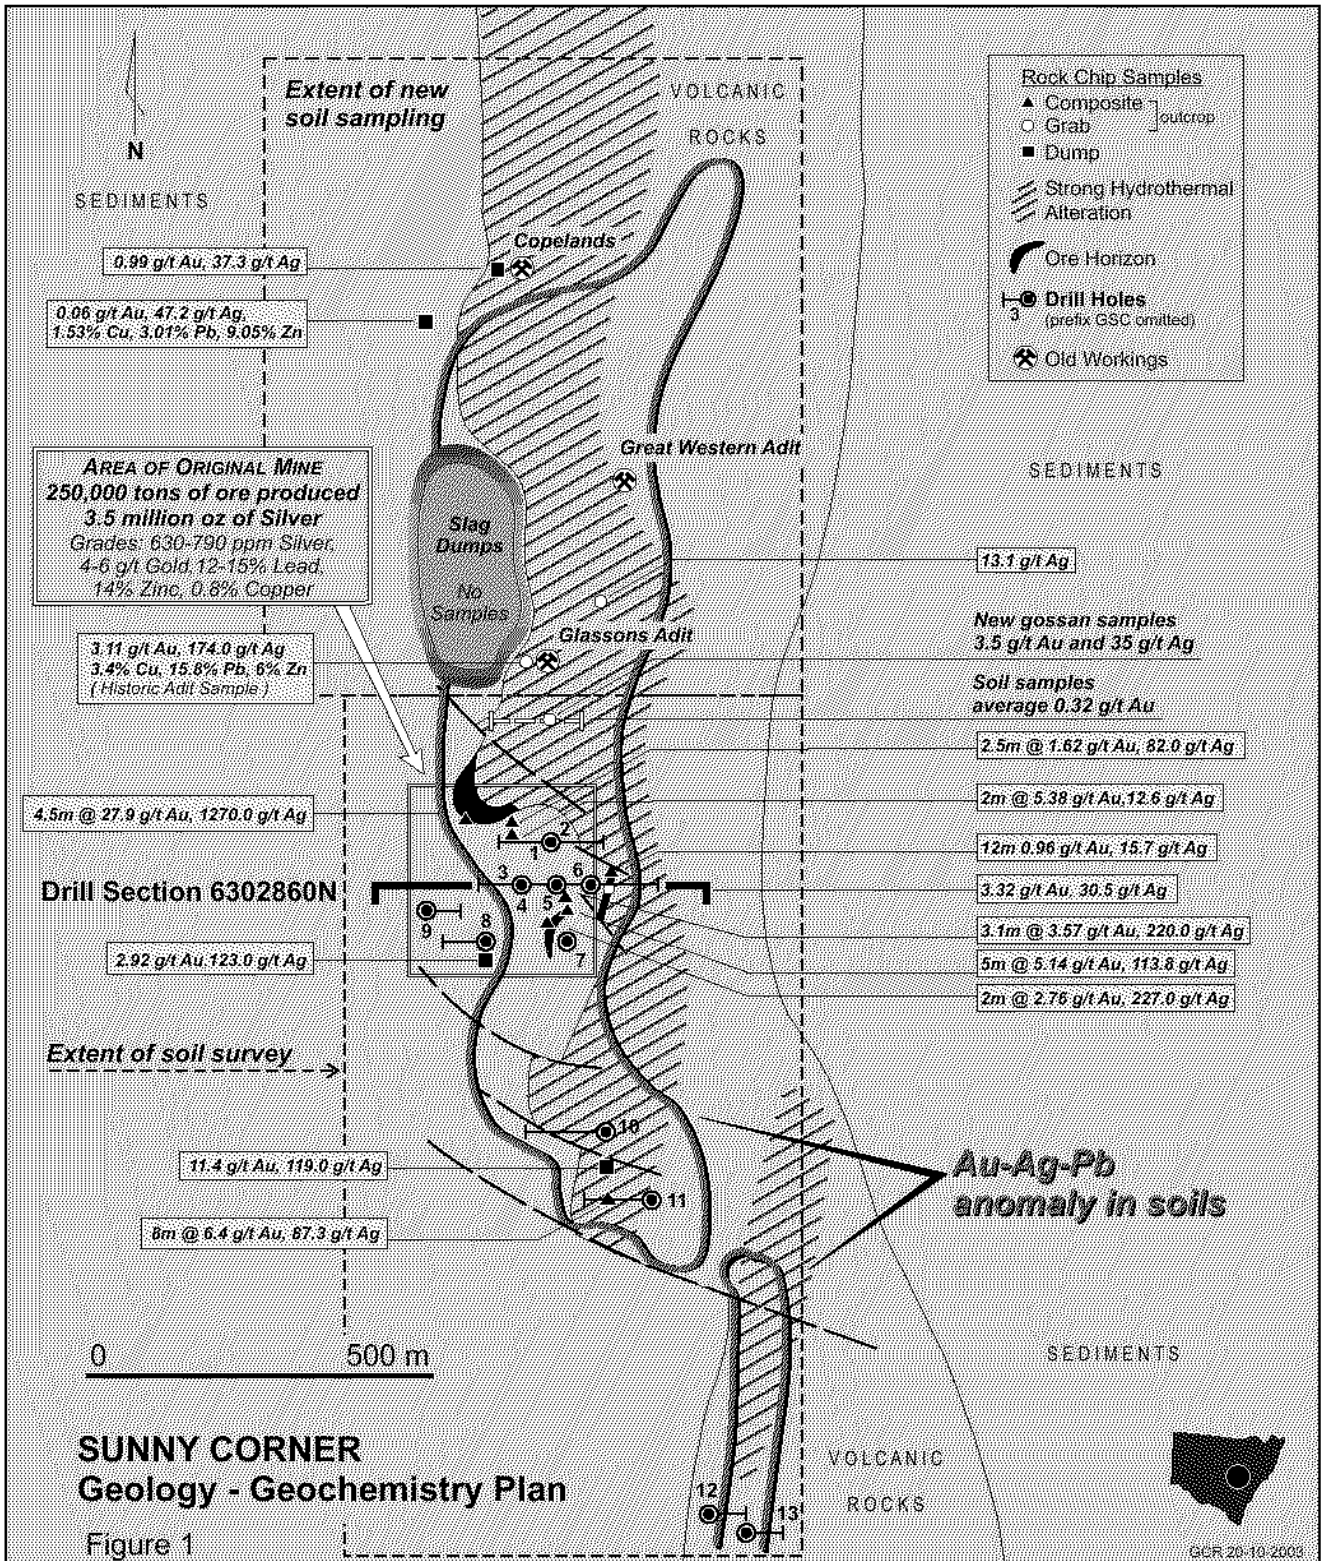 Extent of new
soil sampling
VOLCANIC
ROCKS
Rock Chip Samples
Composite
Grab
outcrop
Dump
Strong Hydrothermal
Alteration
Ore Horizon
Drill Holes
3
(prefix GSC omitted)
Old Workings
N
SEDIMENTS
Copelands
0.99 g/t Au, 37.3 g/t Ag
0.06 g/t Au, 47.2 g/t Ag,
1.53% Cu, 3.01% Pb, 9.05% Zn
Great Western Adit
SEDIMENTS
AREA OF ORIGINAL MINE
250,000 tons of ore produced
3.5 million oz of Silver
Grades: 630-790 ppm Silver,
4-6 g/t Gold,12-15% Lead,
14% Zinc, 0.8% Copper
Slag
Dumps
No
Samples
13.1 g/t Ag
Glassons Adit
New gossan samples
3.5 g/t Au and 35 g/t Ag
3.11 g/t Au, 174.0 g/t Ag
3.4% Cu, 15.8% Pb, 6% Zn
( Historic Adit Sample )
Soil samples
average 0.32 g/t Au
2.5m @ 1.62 g/t Au, 82.0 g/t Ag
4.5m @ 27.9 g/t Au, 1270.0 g/t Ag
2m @ 5.38 g/t Au,12.6 g/t Ag
1
2
12m 0.96 g/t Au, 15.7 g/t Ag
Drill Section 6302860N
3
4
5
6
3.32 g/t Au, 30.5 g/t Ag
9
8
7
3.1m @ 3.57 g/t Au, 220.0 g/t Ag
2.92 g/t Au.123.0 g/t Ag
5m @ 5.14 g/t Au, 113.8 g/t Ag
2m @ 2.76 g/t Au, 227.0 g/t Ag
Extent of soil survey
10
11.4 g/t Au, 119.0 g/t Ag
11
Au-Ag-Pb
anomaly in soils
8m @ 6.4 g/t Au, 87.3 g/t Ag
0 500 m
SEDIMENTS
SUNNY CORNER
Geology - Geochemistry Plan
Figure 1
VOLCANIC
ROCKS
12
13
GCR 20-10-2003